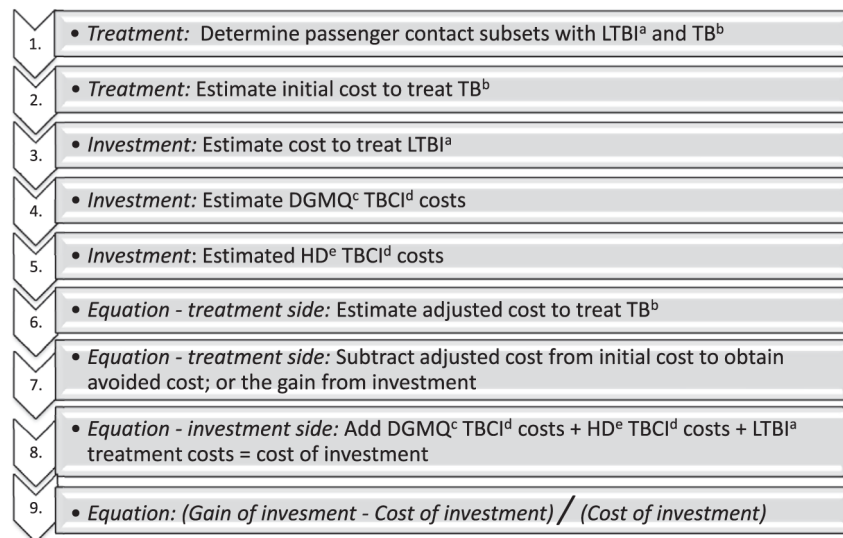 1. • Treatment: Determine passenger contact subsets with LTBIᵃ and TBᵇ
2. • Treatment: Estimate initial cost to treat TBᵇ
3. • Investment: Estimate cost to treat LTBIᵃ
4. • Investment: Estimate DGMQᶜ TBCIᵈ costs
5. • Investment: Estimated HDᵉ TBCIᵈ costs
6. • Equation - treatment side: Estimate adjusted cost to treat TBᵇ
7. • Equation - treatment side: Subtract adjusted cost from initial cost to obtain
avoided cost; or the gain from investment
8. • Equation - investment side: Add DGMQᶜ TBCIᵈ costs + HDᵉ TBCIᵈ costs + LTBIᵃ
treatment costs = cost of investment
9. • Equation: (Gain of invesment - Cost of investment) / (Cost of investment)